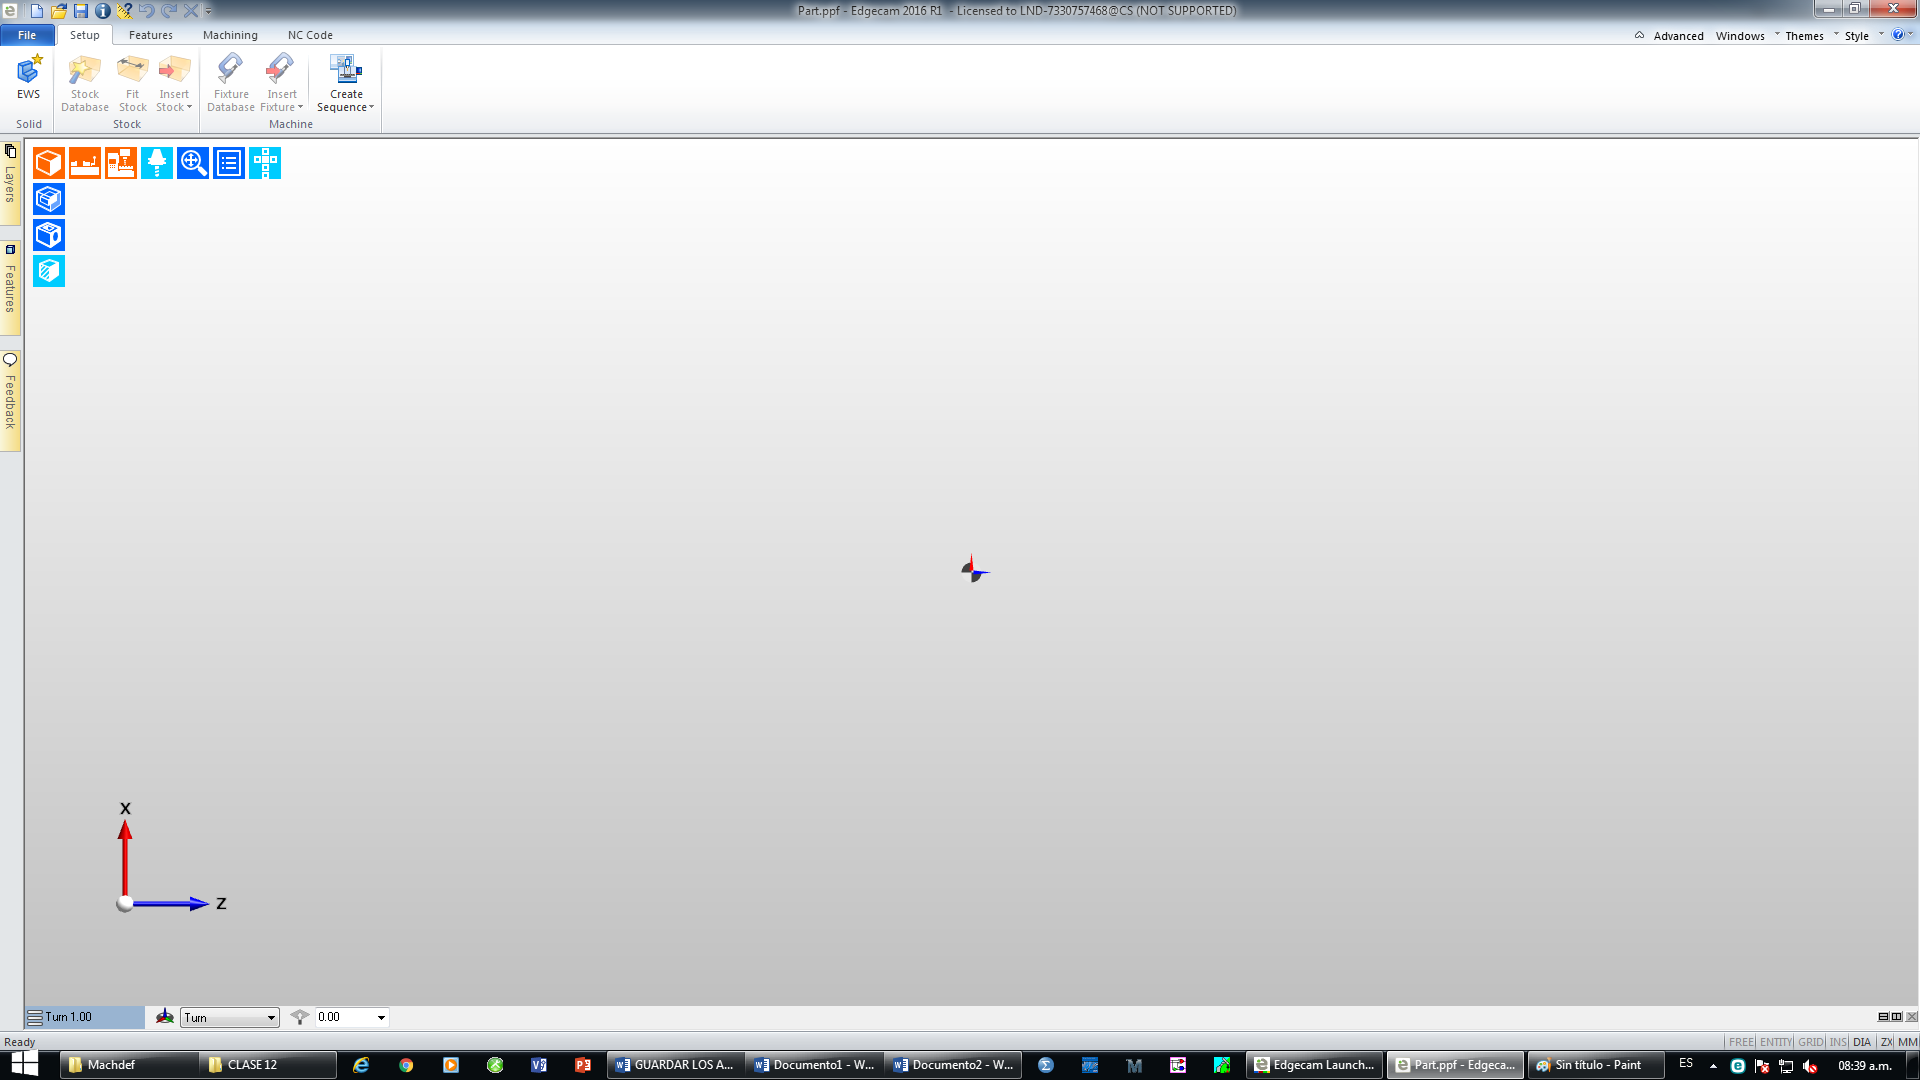 Part.ppf - Edgecam 2016 R1 - Licensed to LND-7330757468@CS (NOT SUPPORTED)
File Setup Features Machining NC Code Advanced Windows Themes Style
EWS Stock Database Fit Stock Insert Stock Fixture Database Insert Fixture Create Sequence
Solid Stock Machine
Layers
Features
Feedback
X
Z
Turn 1.00 Turn 0.00
Ready FREE ENTITY GRID INS DIA ZX MM
Machdef CLASE 12 GUARDAR LOS A... Documento1 - W... Documento2 - W... Edgecam Launch... Part.ppf - Edgeca... Sin título - Paint ES 08:39 a.m.